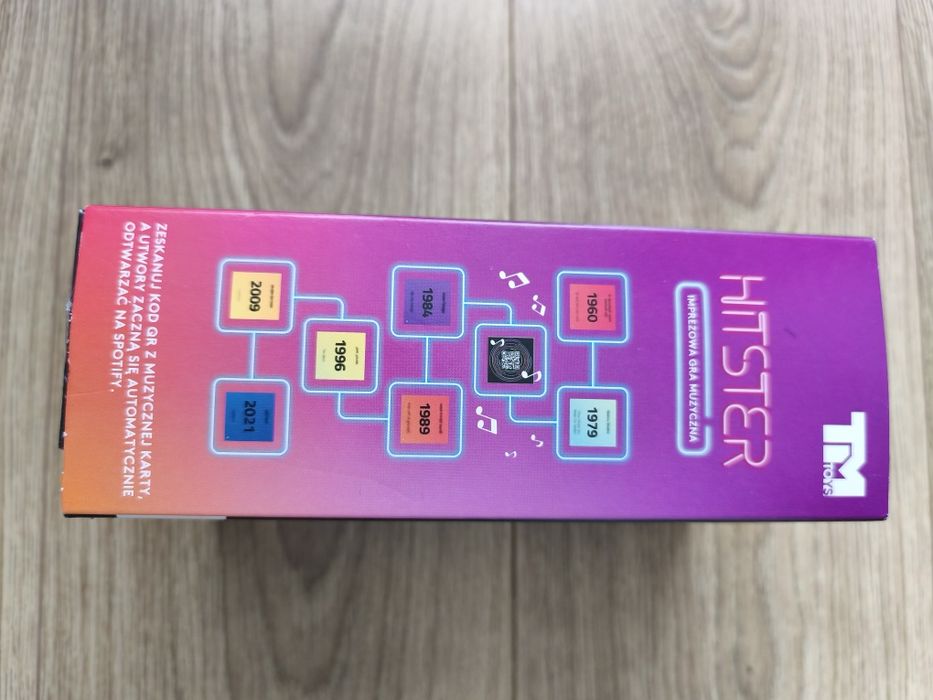 TM
TOYS
HITSTER
IMPREZOWA GRA MUZYCZNA
1960
1979
1984
1989
1996
2009
2021
ZESKANUJ KOD QR Z MUZYCZNEJ KARTY,
A UTWORY ZACZNĄ SIĘ AUTOMATYCZNIE
ODTWARZAĆ NA SPOTIFY.